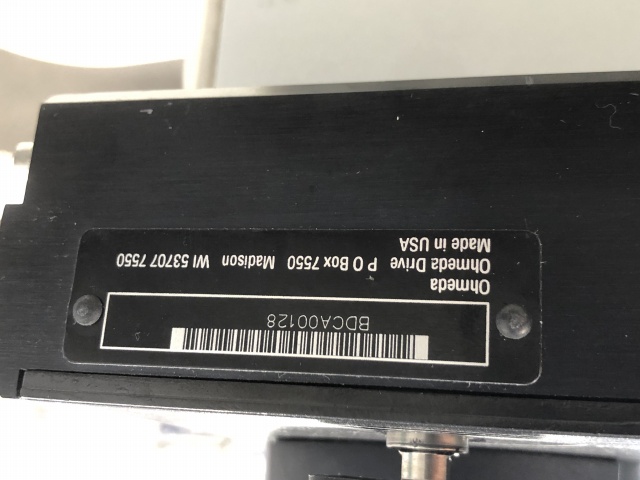 BDCA00128
Ohmeda
Ohmeda Drive P O Box 7550 Madison WI 53707 7550
Made in USA